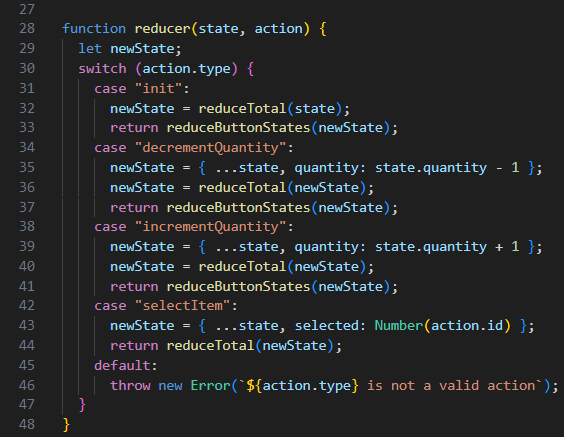 27
28 function reducer(state, action) {
29   let newState;
30   switch (action.type) {
31     case "init":
32       newState = reduceTotal(state);
33       return reduceButtonStates(newState);
34     case "decrementQuantity":
35       newState = { ...state, quantity: state.quantity - 1 };
36       newState = reduceTotal(newState);
37       return reduceButtonStates(newState);
38     case "incrementQuantity":
39       newState = { ...state, quantity: state.quantity + 1 };
40       newState = reduceTotal(newState);
41       return reduceButtonStates(newState);
42     case "selectItem":
43       newState = { ...state, selected: Number(action.id) };
44       return reduceTotal(newState);
45     default:
46       throw new Error(`${action.type} is not a valid action`);
47   }
48 }